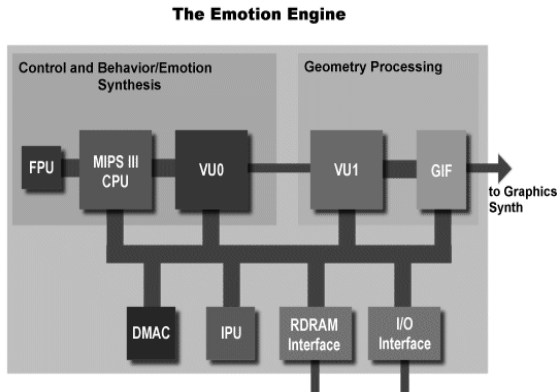 The Emotion Engine
Control and Behavior/Emotion
Synthesis
Geometry Processing
FPU
MIPS III
CPU
VU0
VU1
GIF
to Graphics
Synth
DMAC
IPU
RDRAM
Interface
I/O
Interface